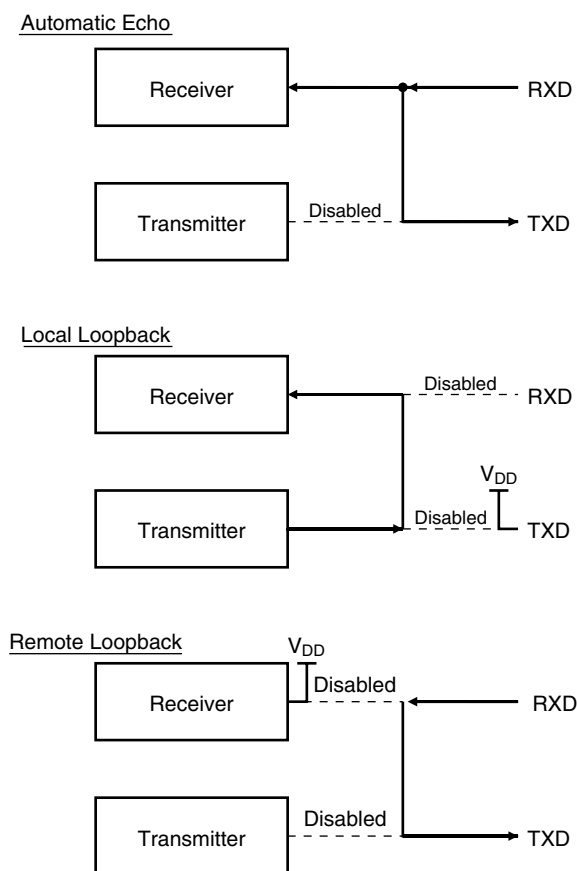 Automatic Echo
Receiver
RXD
Transmitter
Disabled
TXD
Local Loopback
Receiver
Disabled
RXD
VDD
Transmitter
Disabled
TXD
Remote Loopback
VDD
Receiver
Disabled
RXD
Transmitter
Disabled
TXD